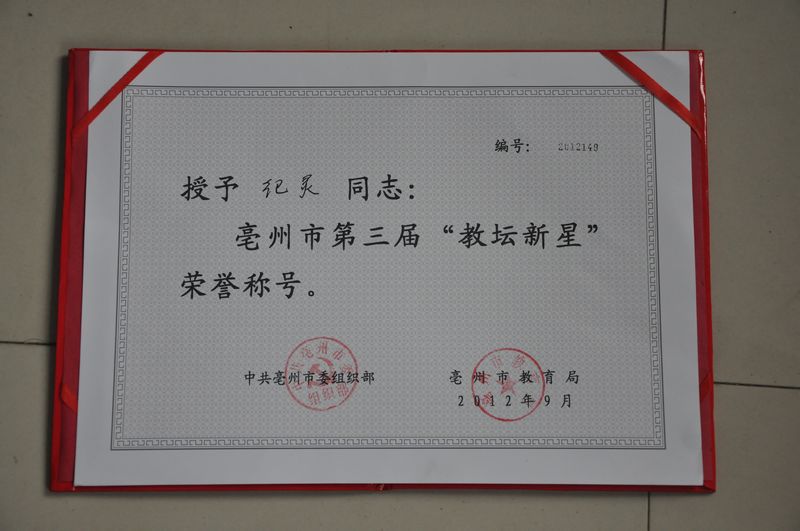 编号： 2012149
授予 纪灵 同志：
亳州市第三届“教坛新星”
荣誉称号。
中共亳州市委组织部
亳州市教育局
2012年9月